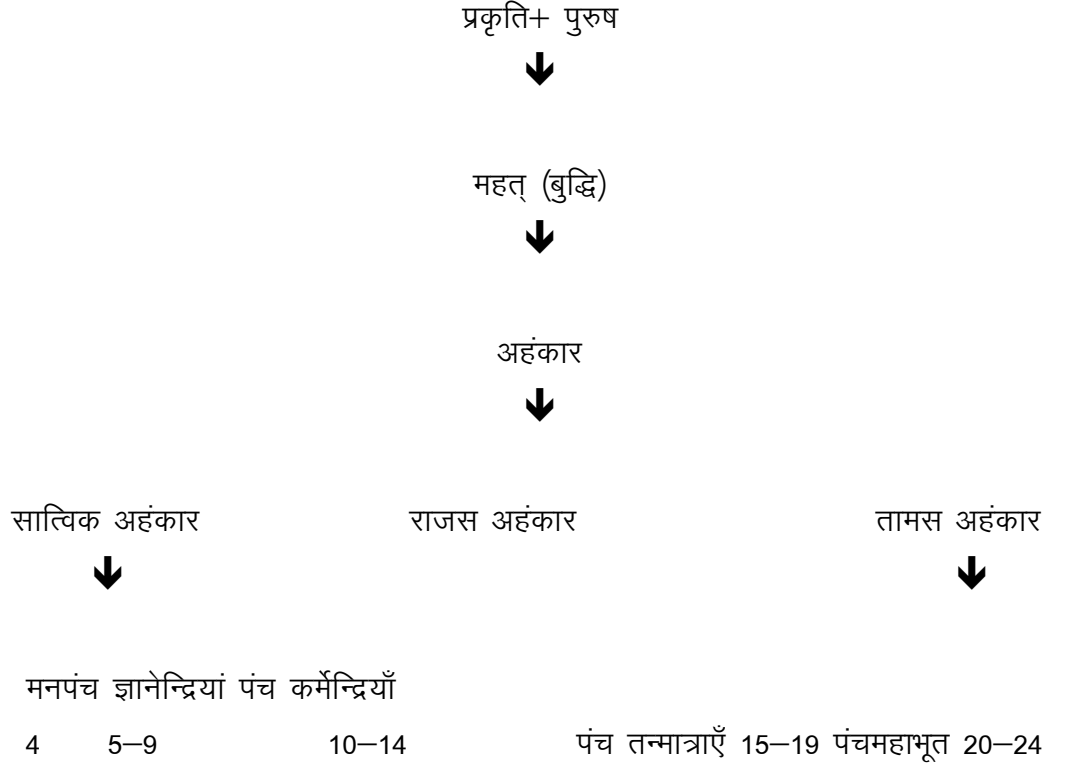 प्रकृति+ पुरुष
महत् (बुद्धि)
अहंकार
सात्विक अहंकार राजस अहंकार तामस अहंकार
मनपंच ज्ञानेन्द्रियां पंच कर्मेन्द्रियाँ
4 5–9 10–14 पंच तन्मात्राएँ 15–19 पंचमहाभूत 20–24